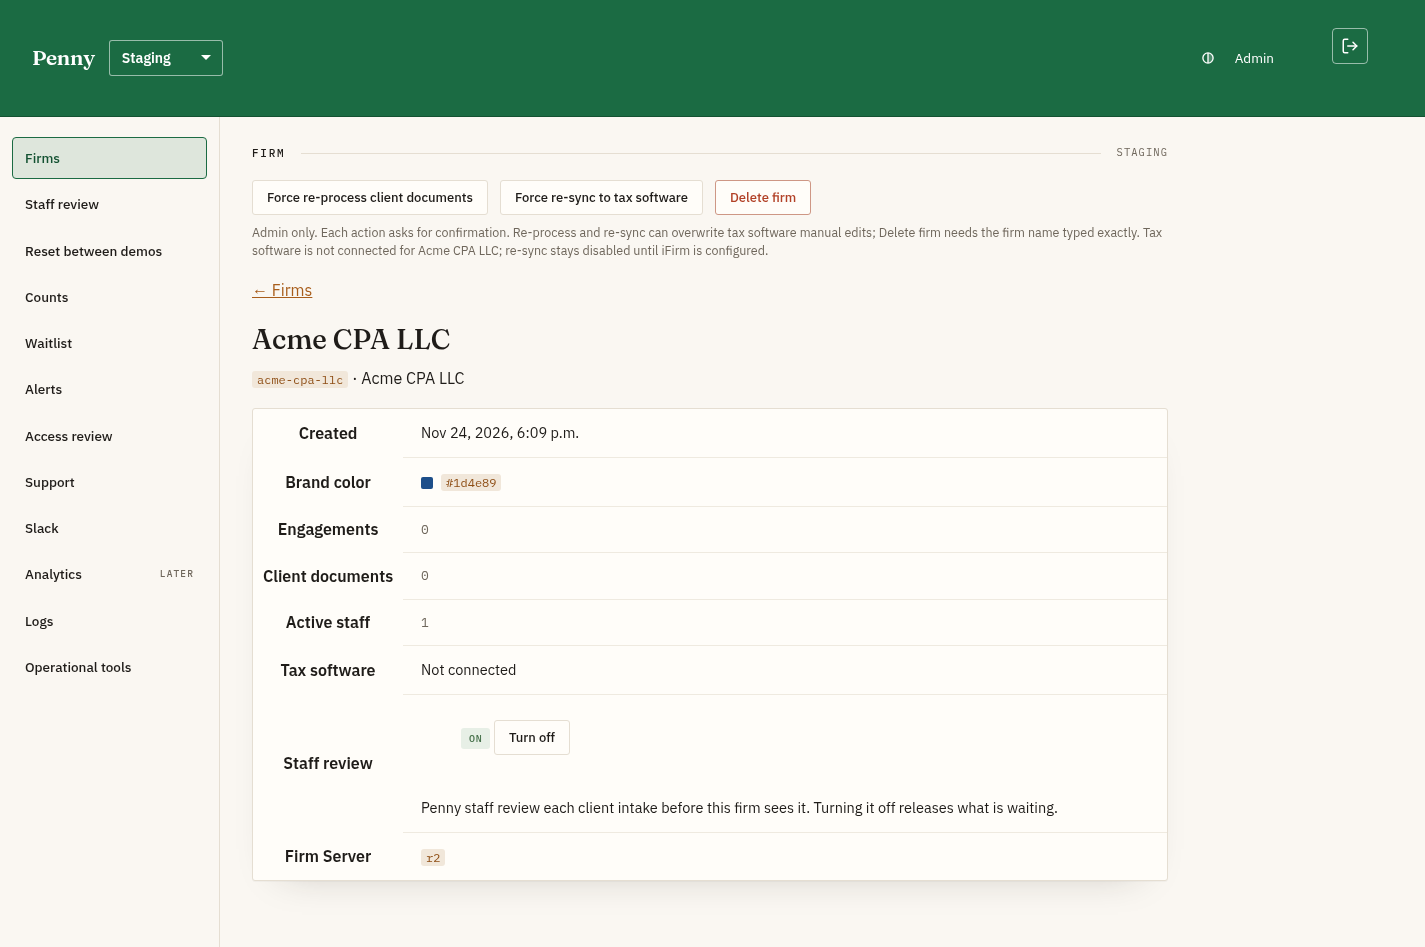 Penny
Staging
Admin
Firms
Staff review
Reset between demos
Counts
Waitlist
Alerts
Access review
Support
Slack
Analytics LATER
Logs
Operational tools
FIRM STAGING
Force re-process client documents Force re-sync to tax software Delete firm
Admin only. Each action asks for confirmation. Re-process and re-sync can overwrite tax software manual edits; Delete firm needs the firm name typed exactly. Tax
software is not connected for Acme CPA LLC; re-sync stays disabled until iFirm is configured.
← Firms
Acme CPA LLC
acme-cpa-llc · Acme CPA LLC
Created Nov 24, 2026, 6:09 p.m.
Brand color #1d4e89
Engagements 0
Client documents 0
Active staff 1
Tax software Not connected
Staff review ON Turn off
Penny staff review each client intake before this firm sees it. Turning it off releases what is waiting.
Firm Server r2